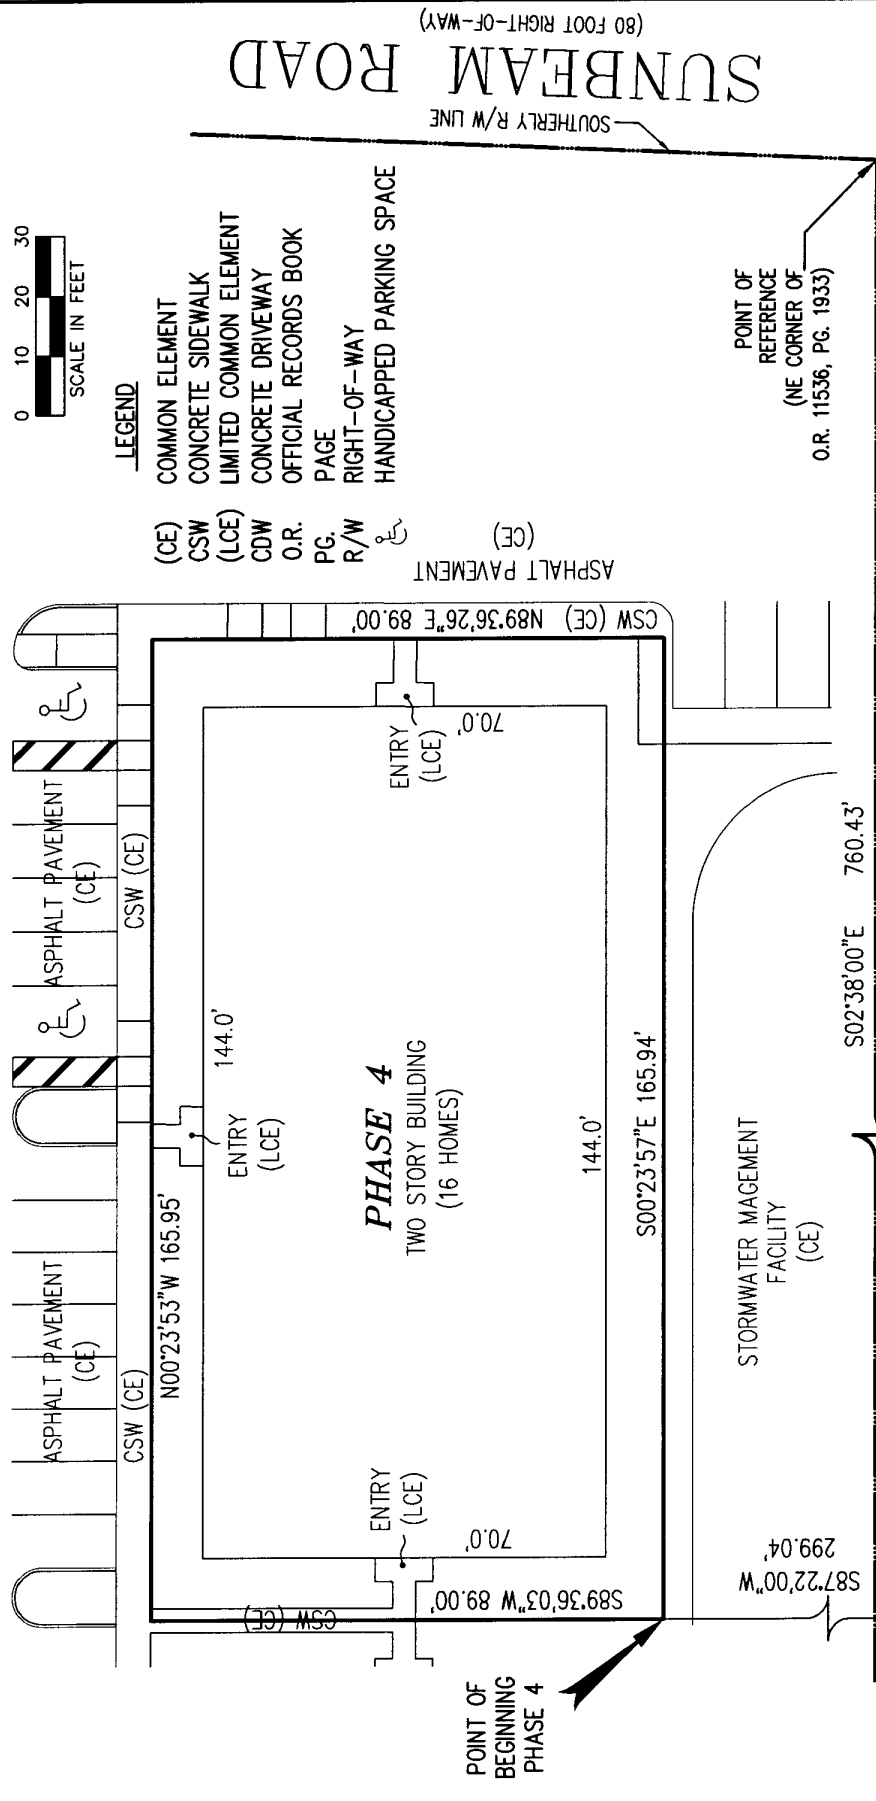 SUNBEAM ROAD
(80 FOOT RIGHT-OF-WAY)
SOUTHERLY R/W LINE
0 10 20 30
SCALE IN FEET
LEGEND
(CE) COMMON ELEMENT
CSW CONCRETE SIDEWALK
(LCE) LIMITED COMMON ELEMENT
CDW CONCRETE DRIVEWAY
O.R. OFFICIAL RECORDS BOOK
PG. PAGE
R/W RIGHT-OF-WAY
HANDICAPPED PARKING SPACE
POINT OF
REFERENCE
(NE CORNER OF
O.R. 11536, PG. 1933)
ASPHALT PAVEMENT
(CE)
CSW (CE)
N89°36'26"E 89.00'
ASPHALT PAVEMENT
(CE)
CSW (CE)
ASPHALT PAVEMENT
(CE)
CSW (CE)
N00°23'53"W 165.95'
144.0'
ENTRY
(LCE)
70.0'
ENTRY
(LCE)
PHASE 4
TWO STORY BUILDING
(16 HOMES)
144.0'
S00°23'57"E 165.94'
ENTRY
(LCE)
70.0'
S89°36'03"W 89.00'
CSW (CE)
POINT OF
BEGINNING
PHASE 4
STORMWATER MAGEMENT
FACILITY
(CE)
S02°38'00"E 760.43'
S87°22'00"W
299.04'